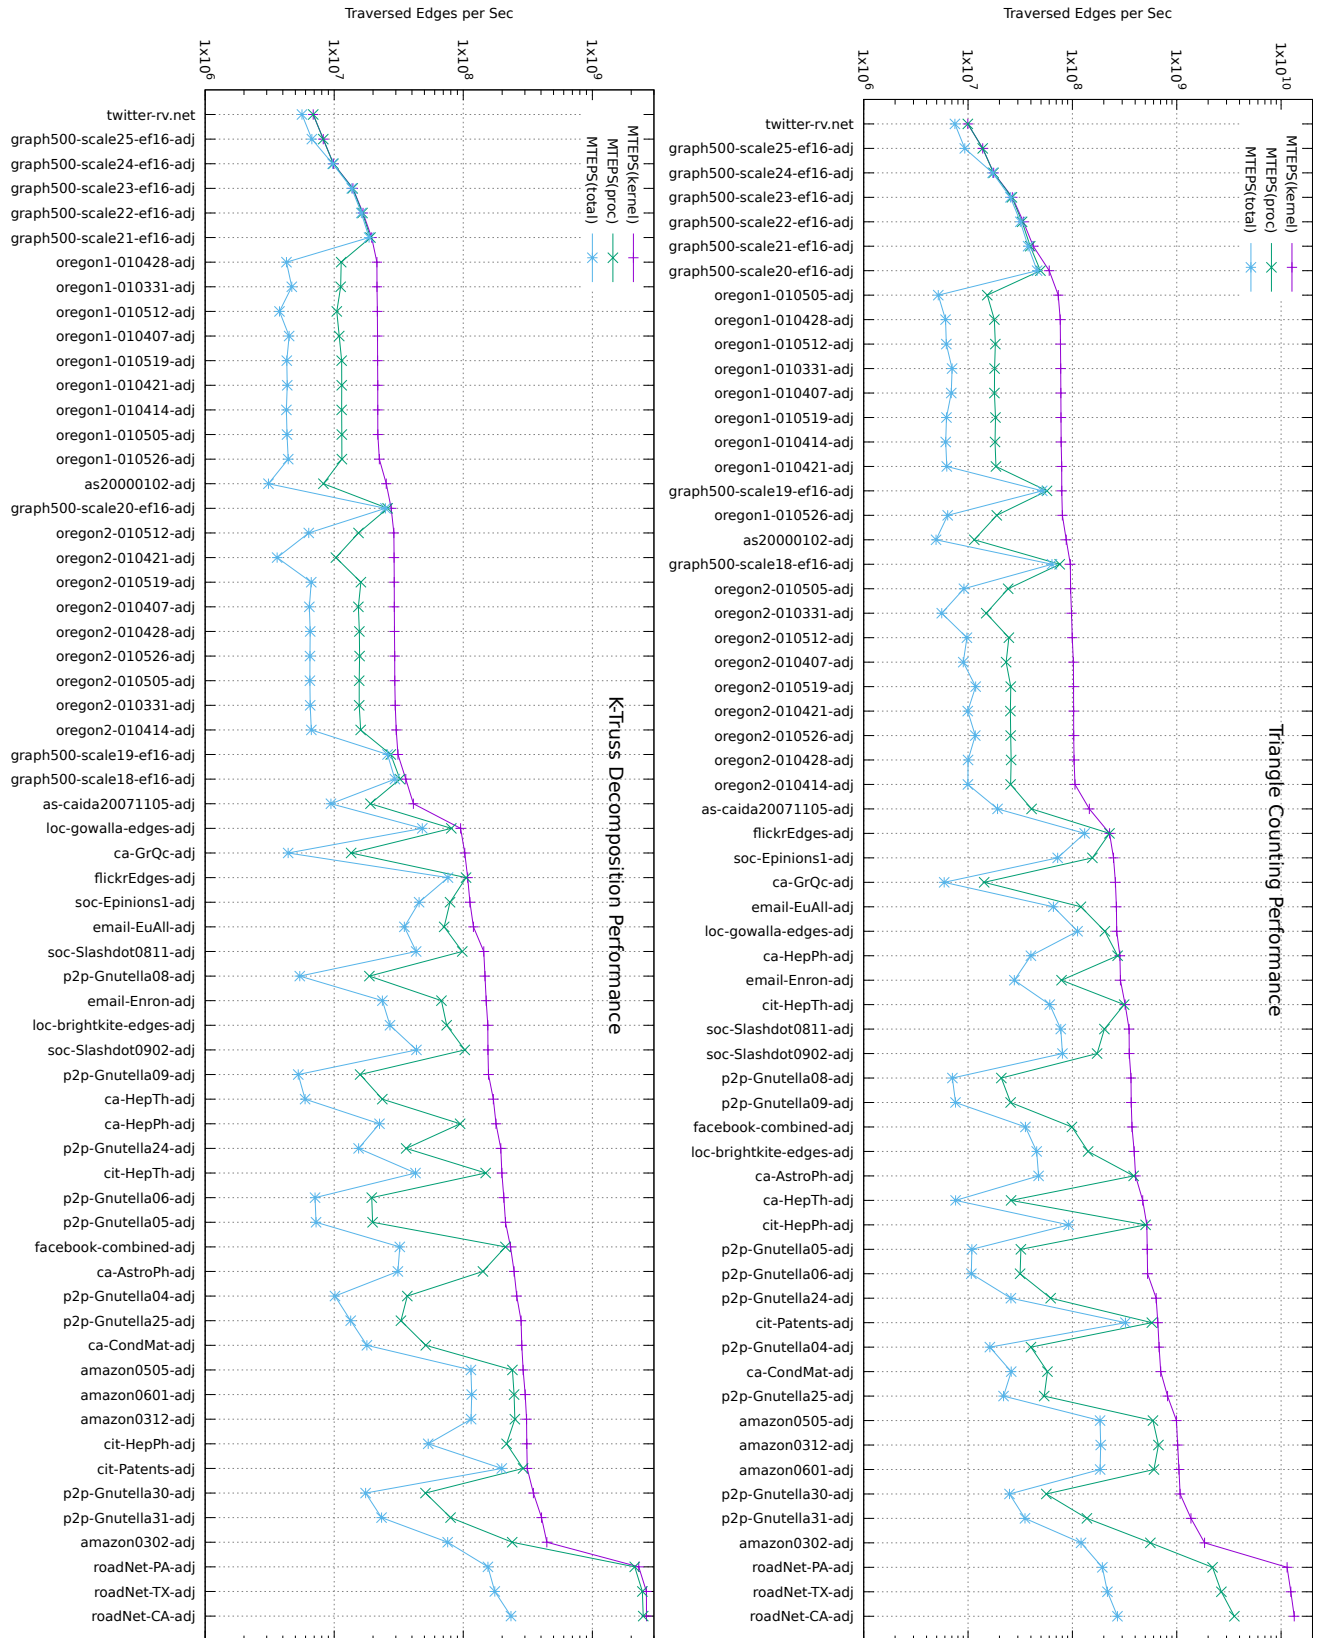 Traversed Edges per Sec
1x10^6
1x10^7
1x10^8
1x10^9
MTEPS(kernel)
MTEPS(proc)
MTEPS(total)
K-Truss Decomposition Performance
twitter-rv.net
graph500-scale25-ef16-adj
graph500-scale24-ef16-adj
graph500-scale23-ef16-adj
graph500-scale22-ef16-adj
graph500-scale21-ef16-adj
oregon1-010428-adj
oregon1-010331-adj
oregon1-010512-adj
oregon1-010407-adj
oregon1-010519-adj
oregon1-010421-adj
oregon1-010414-adj
oregon1-010505-adj
oregon1-010526-adj
as20000102-adj
graph500-scale20-ef16-adj
oregon2-010512-adj
oregon2-010421-adj
oregon2-010519-adj
oregon2-010407-adj
oregon2-010428-adj
oregon2-010526-adj
oregon2-010505-adj
oregon2-010331-adj
oregon2-010414-adj
graph500-scale19-ef16-adj
graph500-scale18-ef16-adj
as-caida20071105-adj
loc-gowalla-edges-adj
ca-GrQc-adj
flickrEdges-adj
soc-Epinions1-adj
email-EuAll-adj
soc-Slashdot0811-adj
p2p-Gnutella08-adj
email-Enron-adj
loc-brightkite-edges-adj
soc-Slashdot0902-adj
p2p-Gnutella09-adj
ca-HepTh-adj
ca-HepPh-adj
p2p-Gnutella24-adj
cit-HepTh-adj
p2p-Gnutella06-adj
p2p-Gnutella05-adj
facebook-combined-adj
ca-AstroPh-adj
p2p-Gnutella04-adj
p2p-Gnutella25-adj
ca-CondMat-adj
amazon0505-adj
amazon0601-adj
amazon0312-adj
cit-HepPh-adj
cit-Patents-adj
p2p-Gnutella30-adj
p2p-Gnutella31-adj
amazon0302-adj
roadNet-PA-adj
roadNet-TX-adj
roadNet-CA-adj
Traversed Edges per Sec
1x10^6
1x10^7
1x10^8
1x10^9
1x10^10
MTEPS(kernel)
MTEPS(proc)
MTEPS(total)
Triangle Counting Performance
twitter-rv.net
graph500-scale25-ef16-adj
graph500-scale24-ef16-adj
graph500-scale23-ef16-adj
graph500-scale22-ef16-adj
graph500-scale21-ef16-adj
graph500-scale20-ef16-adj
oregon1-010505-adj
oregon1-010428-adj
oregon1-010512-adj
oregon1-010331-adj
oregon1-010407-adj
oregon1-010519-adj
oregon1-010414-adj
oregon1-010421-adj
graph500-scale19-ef16-adj
oregon1-010526-adj
as20000102-adj
graph500-scale18-ef16-adj
oregon2-010505-adj
oregon2-010331-adj
oregon2-010512-adj
oregon2-010407-adj
oregon2-010519-adj
oregon2-010421-adj
oregon2-010526-adj
oregon2-010428-adj
oregon2-010414-adj
as-caida20071105-adj
flickrEdges-adj
soc-Epinions1-adj
ca-GrQc-adj
email-EuAll-adj
loc-gowalla-edges-adj
ca-HepPh-adj
email-Enron-adj
cit-HepTh-adj
soc-Slashdot0811-adj
soc-Slashdot0902-adj
p2p-Gnutella08-adj
p2p-Gnutella09-adj
facebook-combined-adj
loc-brightkite-edges-adj
ca-AstroPh-adj
ca-HepTh-adj
cit-HepPh-adj
p2p-Gnutella05-adj
p2p-Gnutella06-adj
p2p-Gnutella24-adj
cit-Patents-adj
p2p-Gnutella04-adj
ca-CondMat-adj
p2p-Gnutella25-adj
amazon0505-adj
amazon0312-adj
amazon0601-adj
p2p-Gnutella30-adj
p2p-Gnutella31-adj
amazon0302-adj
roadNet-PA-adj
roadNet-TX-adj
roadNet-CA-adj